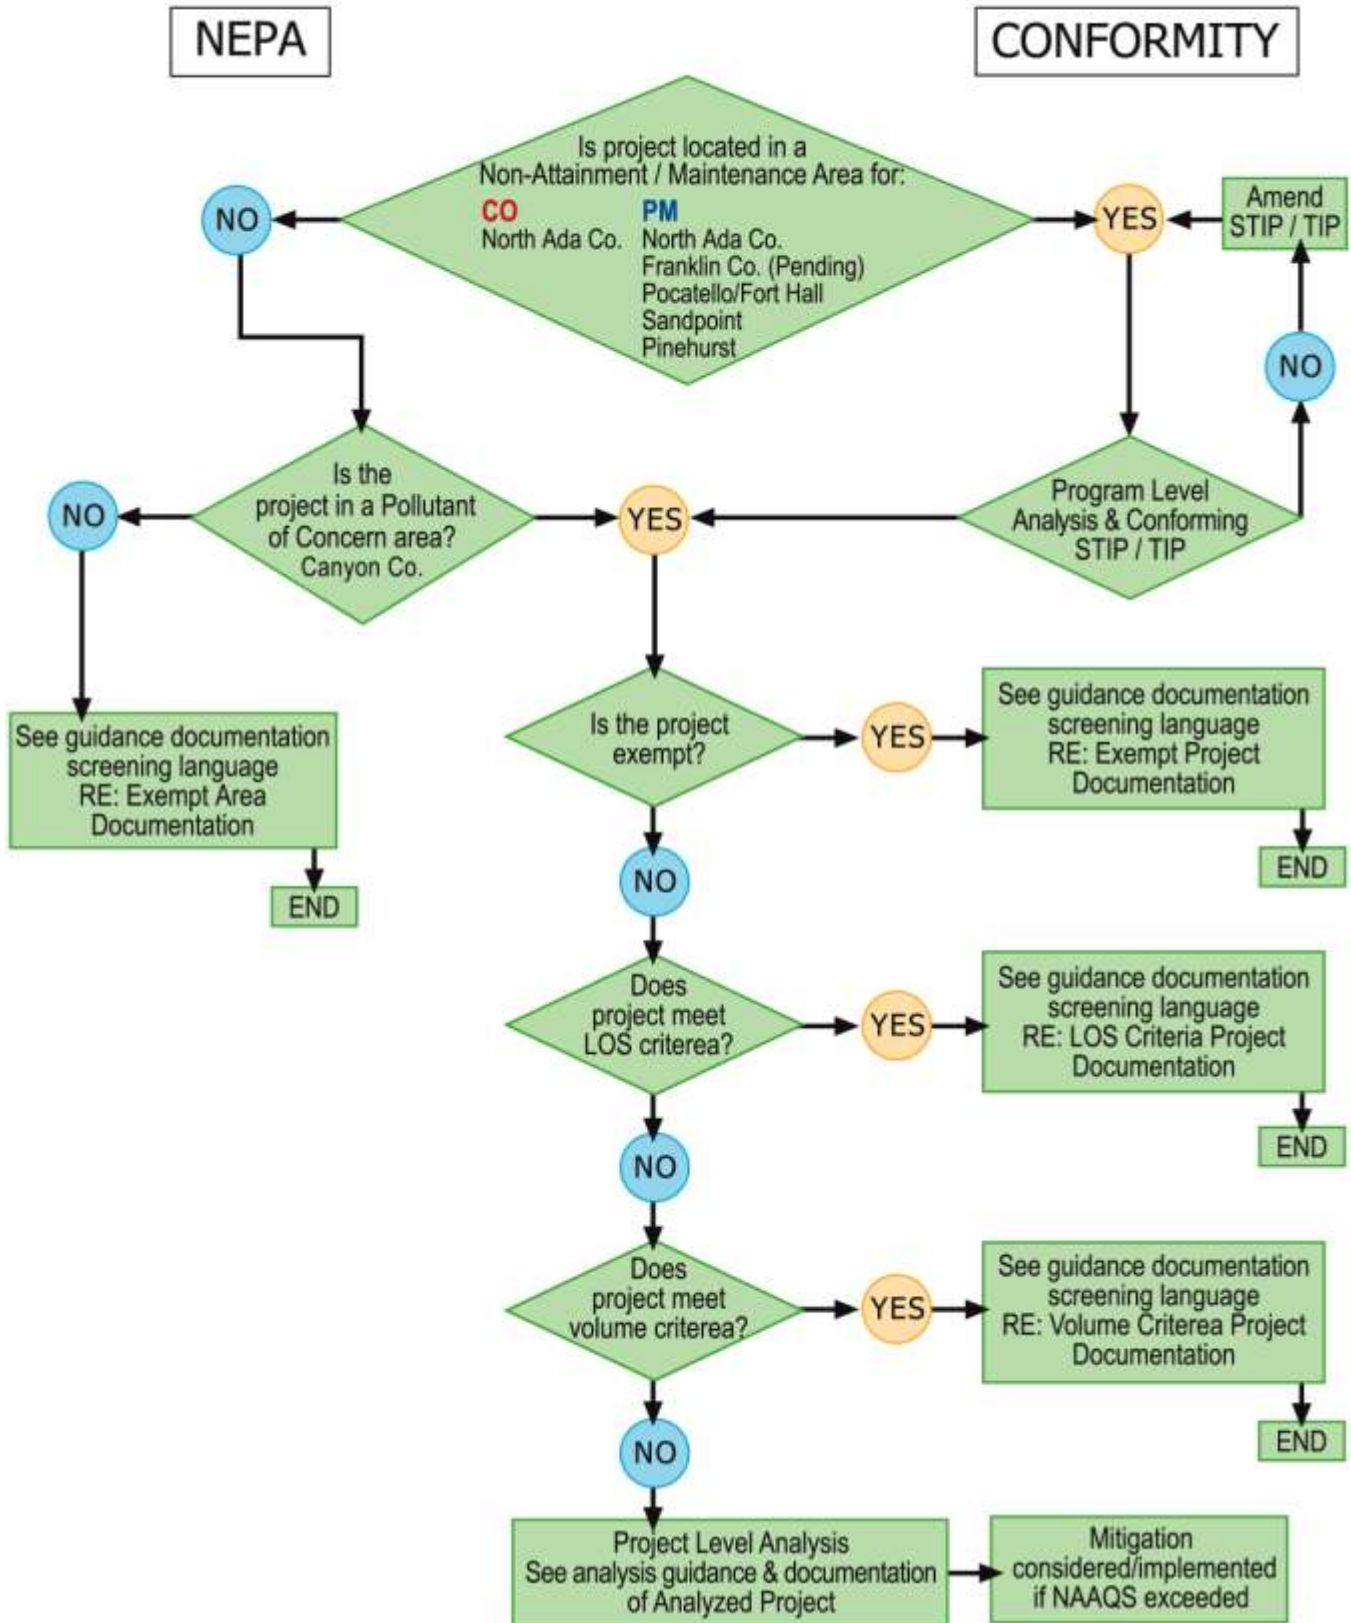 NEPA
CONFORMITY
Is project located in a
Non-Attainment / Maintenance Area for:
CO
North Ada Co.
PM
North Ada Co.
Franklin Co. (Pending)
Pocatello/Fort Hall
Sandpoint
Pinehurst
NO
YES
Amend
STIP / TIP
NO
Is the
project in a Pollutant
of Concern area?
Canyon Co.
NO
YES
Program Level
Analysis & Conforming
STIP / TIP
See guidance documentation
screening language
RE: Exempt Area
Documentation
END
Is the project
exempt?
YES
See guidance documentation
screening language
RE: Exempt Project
Documentation
END
NO
Does
project meet
LOS criterea?
YES
See guidance documentation
screening language
RE: LOS Criteria Project
Documentation
END
NO
Does
project meet
volume criterea?
YES
See guidance documentation
screening language
RE: Volume Criterea Project
Documentation
END
NO
Project Level Analysis
See analysis guidance & documentation
of Analyzed Project
Mitigation
considered/implemented
if NAAQS exceeded